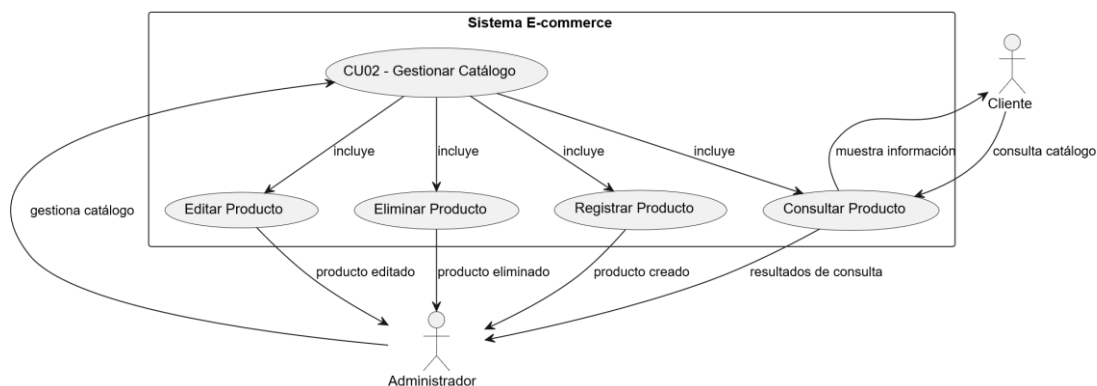 Sistema E-commerce
CU02 - Gestionar Catálogo
Cliente
incluye
incluye
incluye
incluye
muestra información
consulta catálogo
gestiona catálogo
Editar Producto
Eliminar Producto
Registrar Producto
Consultar Producto
producto editado
producto eliminado
producto creado
resultados de consulta
Administrador